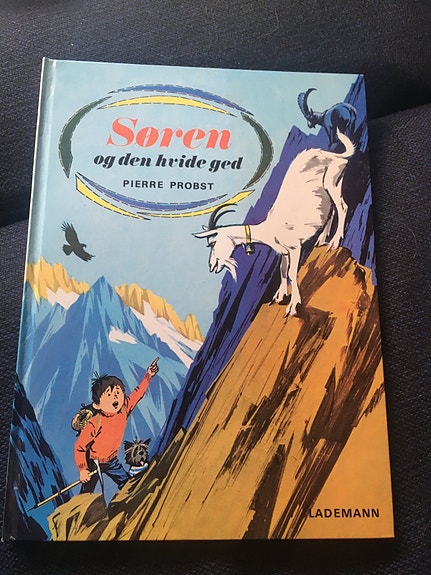 Søren
og den hvide ged
PIERRE PROBST
LADEMANN